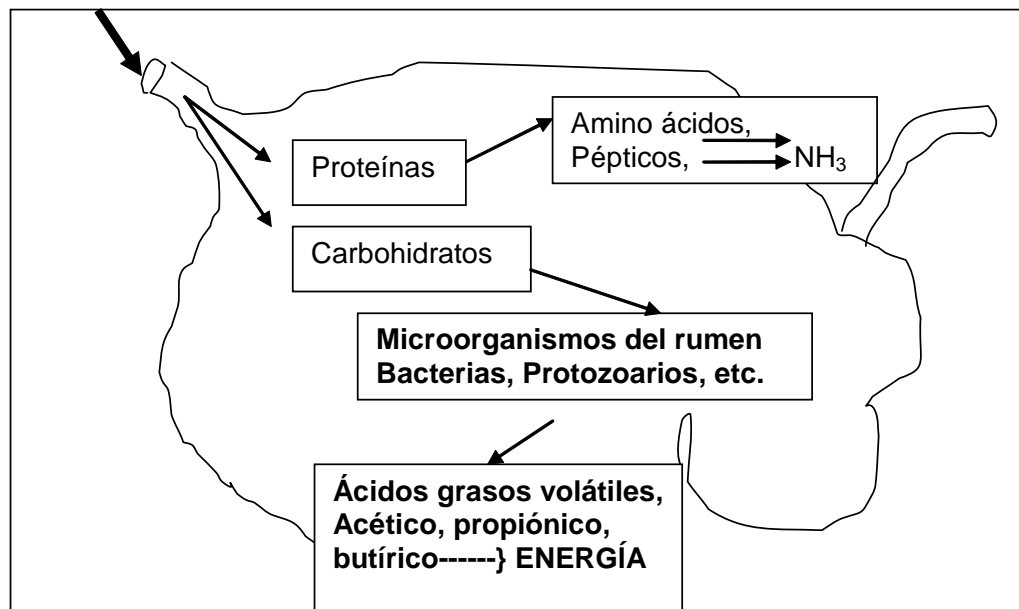 Proteínas
Amino ácidos,
Pépticos, NH₃
Carbohidratos
Microorganismos del rumen
Bacterias, Protozoarios, etc.
Ácidos grasos volátiles,
Acético, propiónico,
butírico------} ENERGÍA